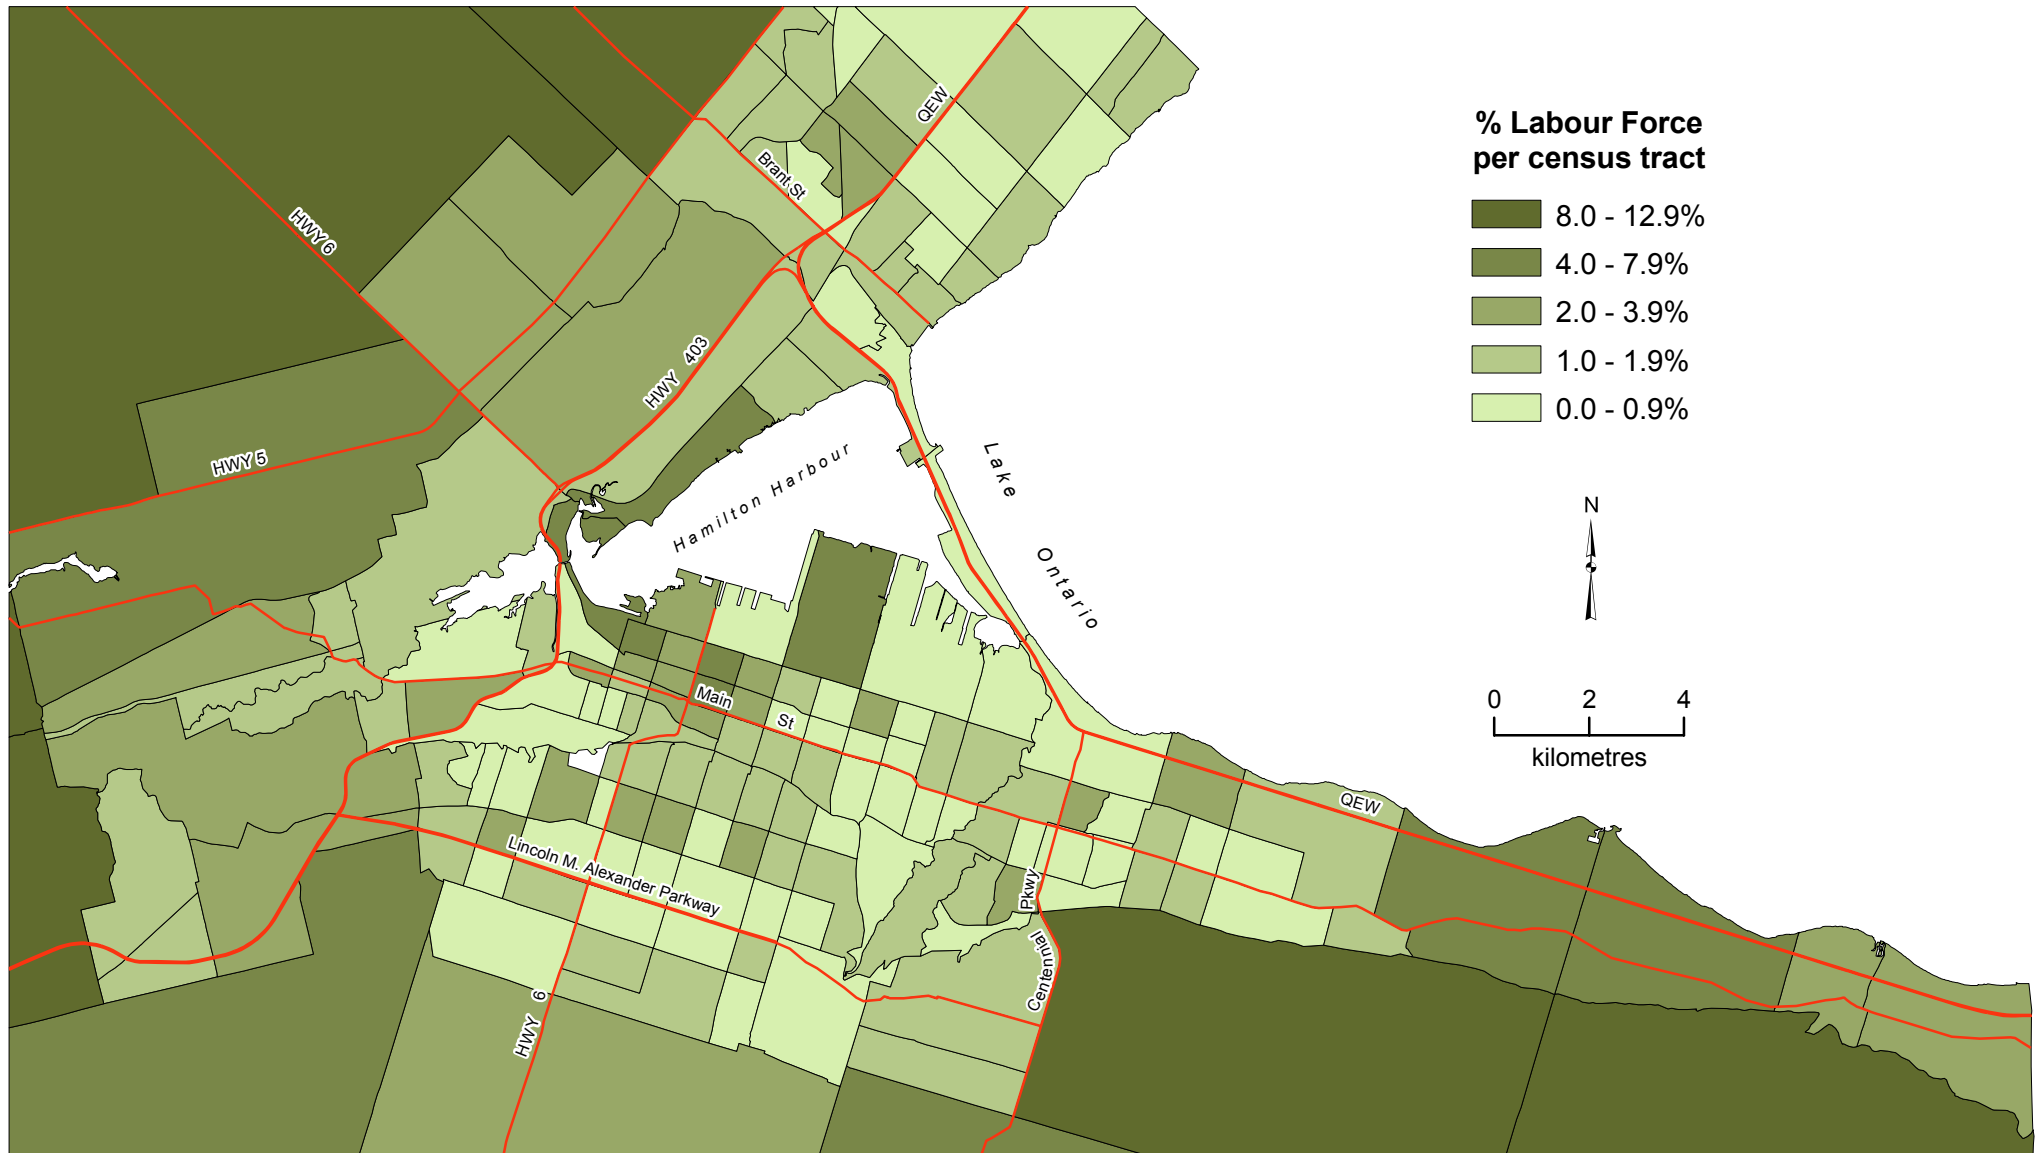 % Labour Force
per census tract
8.0 - 12.9%
4.0 - 7.9%
2.0 - 3.9%
1.0 - 1.9%
0.0 - 0.9%
N
0 2 4
kilometres
QEW
Brant St
HWY 6
HWY 403
HWY 5
Hamilton Harbour
Lake
Ontario
Main St
QEW
Lincoln M. Alexander Parkway
Centennial Pkwy
HWY 6